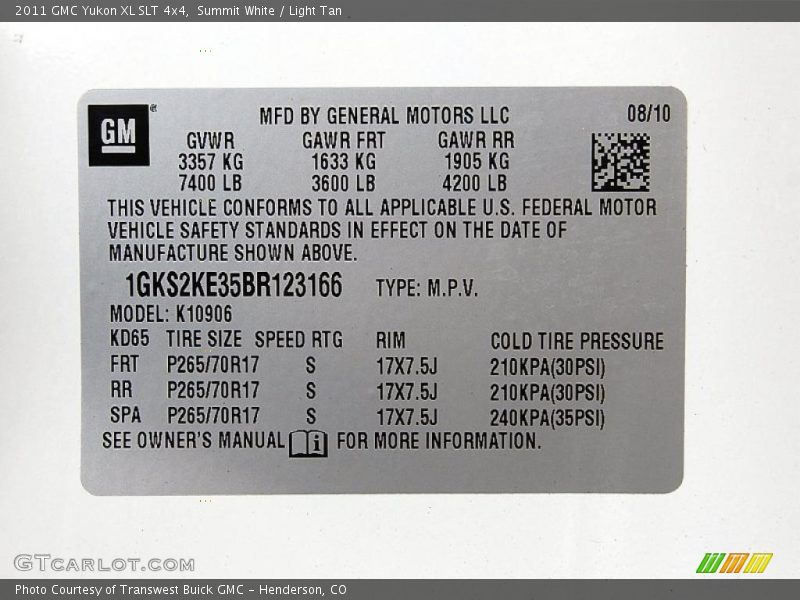 2011 GMC Yukon XL SLT 4x4,  Summit White / Light Tan
GM
MFD BY GENERAL MOTORS LLC
08/10
GVWR GAWR FRT GAWR RR
3357 KG 1633 KG 1905 KG
7400 LB 3600 LB 4200 LB
THIS VEHICLE CONFORMS TO ALL APPLICABLE U.S. FEDERAL MOTOR
VEHICLE SAFETY STANDARDS IN EFFECT ON THE DATE OF
MANUFACTURE SHOWN ABOVE.
1GKS2KE35BR123166 TYPE: M.P.V.
MODEL: K10906
KD65 TIRE SIZE SPEED RTG RIM COLD TIRE PRESSURE
FRT P265/70R17 S 17X7.5J 210KPA(30PSI)
RR P265/70R17 S 17X7.5J 210KPA(30PSI)
SPA P265/70R17 S 17X7.5J 240KPA(35PSI)
SEE OWNER'S MANUAL FOR MORE INFORMATION.
GTCARLOT.COM
Photo Courtesy of Transwest Buick GMC – Henderson, CO